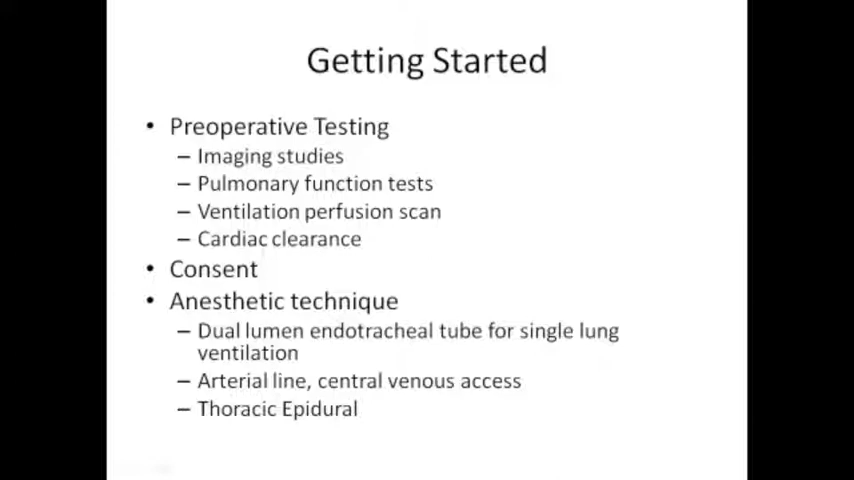 Getting Started
• Preoperative Testing
– Imaging studies
– Pulmonary function tests
– Ventilation perfusion scan
– Cardiac clearance
• Consent
• Anesthetic technique
– Dual lumen endotracheal tube for single lung
ventilation
– Arterial line, central venous access
– Thoracic Epidural